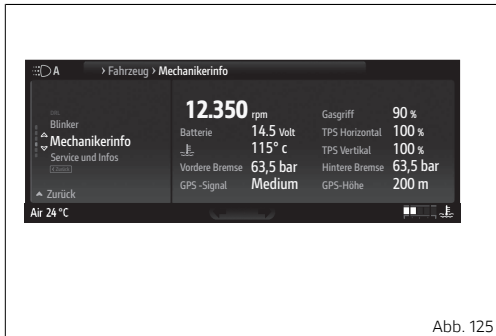 A › Fahrzeug › Mechanikerinfo
DRL
Blinker
Mechanikerinfo
Service und Infos
Zurück
12.350 rpm
Batterie 14.5 Volt
115° c
Vordere Bremse 63,5 bar
GPS -Signal Medium
Gasgriff 90 %
TPS Horizontal 100 %
TPS Vertikal 100 %
Hintere Bremse 63,5 bar
GPS-Höhe 200 m
Air 24 °C
Abb. 125